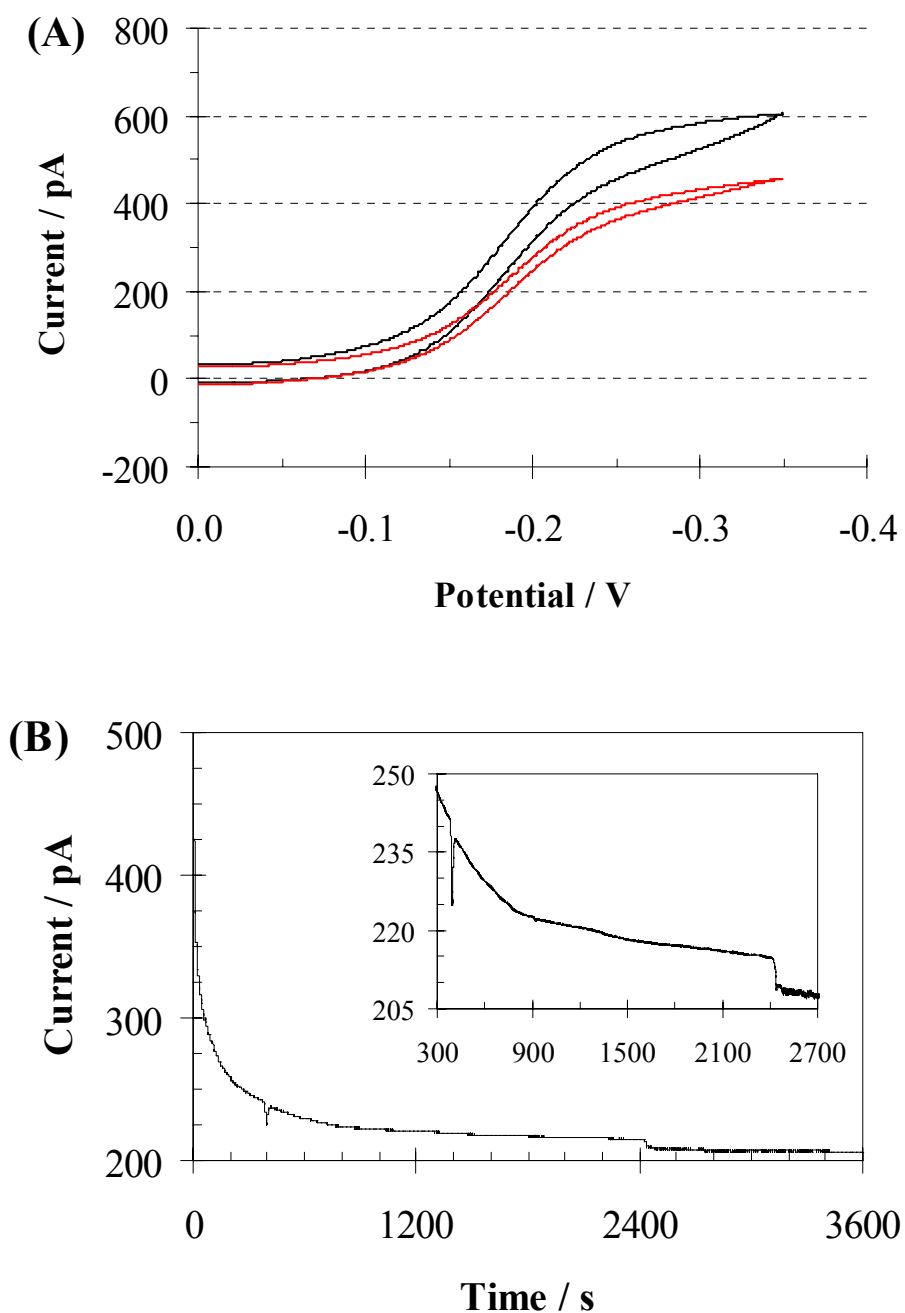 (A)
800
600
400
200
0
-200
Current / pA
0.0 -0.1 -0.2 -0.3 -0.4
Potential / V
(B)
500
400
300
200
Current / pA
250
235
220
205
300 900 1500 2100 2700
0 1200 2400 3600
Time / s